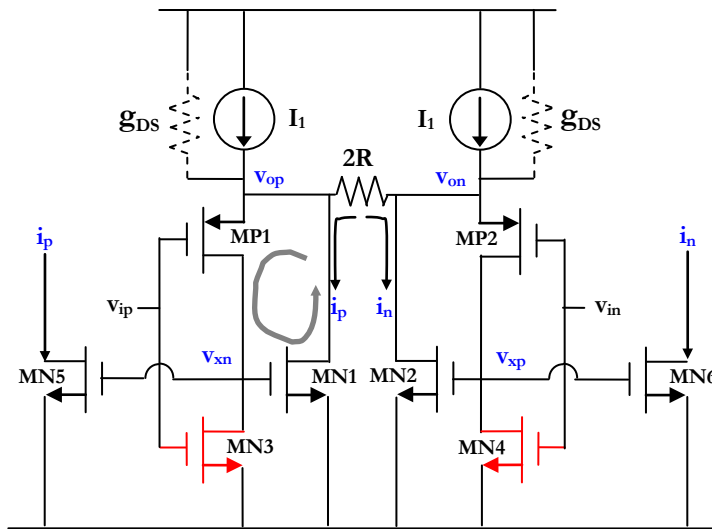 gDS I1 I1 gDS
2R
vop von
MP1 MP2
ip in
vip ip in vin
vxn vxp
MN5 MN1 MN2 MN6
MN3 MN4